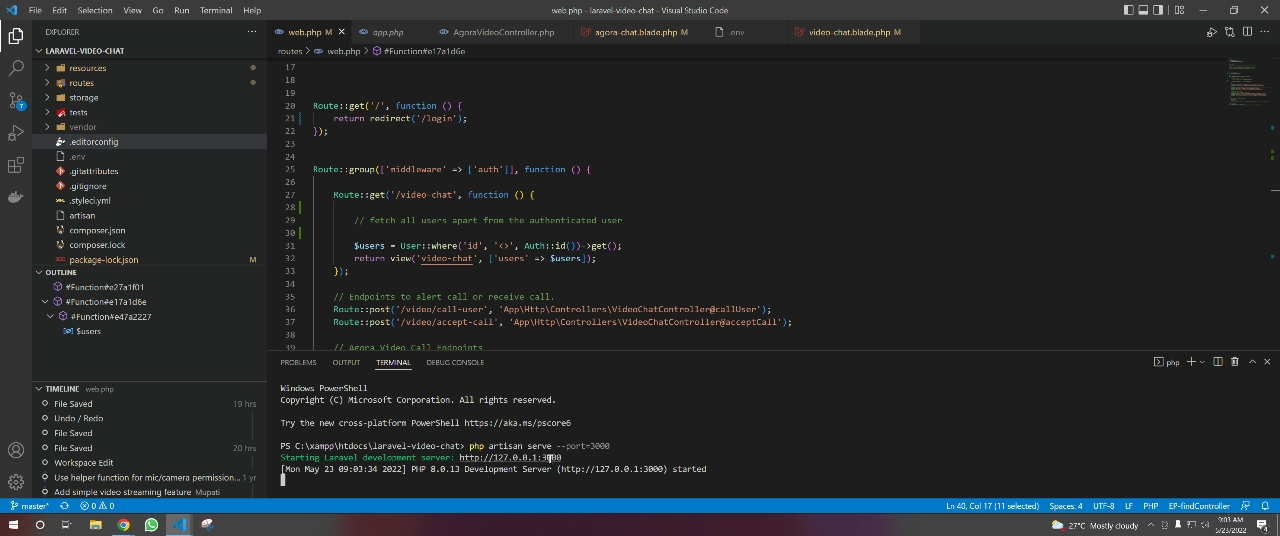 File Edit Selection View Go Run Terminal Help
web.php - laravel-video-chat - Visual Studio Code
EXPLORER
LARAVEL-VIDEO-CHAT
resources
routes
storage
tests
vendor
.editorconfig
.env
.gitattributes
.gitignore
.styleci.yml
artisan
composer.json
composer.lock
package-lock.json M
OUTLINE
#Function#e27a1f01
#Function#e17a1d6e
#Function#e47a2227
$users
TIMELINE web.php
File Saved 19 hrs
Undo / Redo
File Saved
File Saved 20 hrs
Workspace Edit
Use helper function for mic/camera permission... 1 yr
Add simple video streaming feature Mupati
web.php M app.php AgoraVideoController.php agora-chat.blade.php M .env video-chat.blade.php M
routes > web.php > #Function#e17a1d6e
17
18
19
20 Route::get('/', function () {
21 return redirect('/login');
22 });
23
24
25 Route::group(['middleware' => ['auth']], function () {
26
27 Route::get('/video-chat', function () {
28
29 // fetch all users apart from the authenticated user
30
31 $users = User::where('id', '<>', Auth::id())->get();
32 return view('video-chat', ['users' => $users]);
33 });
34
35 // Endpoints to alert call or receive call.
36 Route::post('/video/call-user', 'App\Http\Controllers\VideoChatController@callUser');
37 Route::post('/video/accept-call', 'App\Http\Controllers\VideoChatController@acceptCall');
38
39 // Agora Video Call Endpoints
PROBLEMS OUTPUT TERMINAL DEBUG CONSOLE
php
Windows PowerShell
Copyright (C) Microsoft Corporation. All rights reserved.
Try the new cross-platform PowerShell https://aka.ms/pscore6
PS C:\xampp\htdocs\laravel-video-chat> php artisan serve --port=3000
Starting Laravel development server: http://127.0.0.1:3000
[Mon May 23 09:03:34 2022] PHP 8.0.13 Development Server (http://127.0.0.1:3000) started
master* 0 0
Ln 40, Col 17 (11 selected) Spaces: 4 UTF-8 LF PHP EP-findController
27°C Mostly cloudy
9:03 AM
5/23/2022